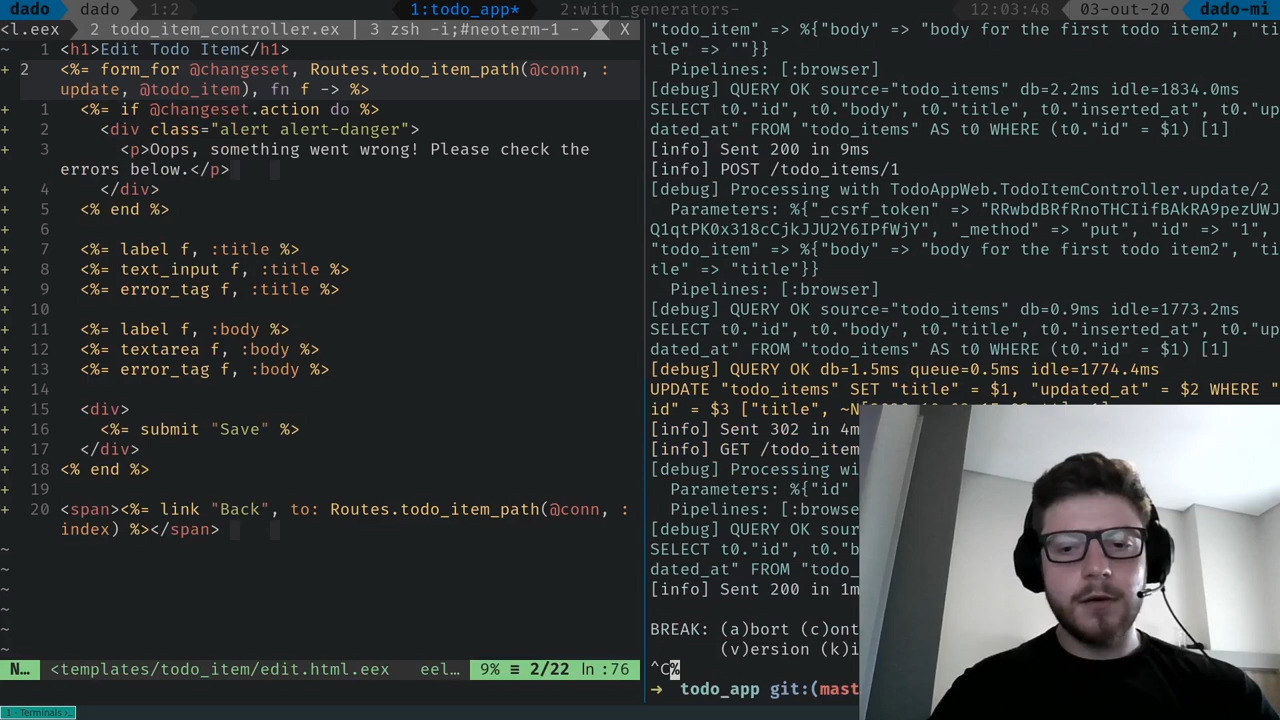 dado dado 1:2 1:todo_app* 2:with_generators- 12:03:48 03-out-20 dado-mi
<l.eex 2 todo_item_controller.ex | 3 zsh -i;#neoterm-1 - X
~ 1 <h1>Edit Todo Item</h1>
+ 2 <%= form_for @changeset, Routes.todo_item_path(@conn, :
update, @todo_item), fn f -> %>
+ 1 <%= if @changeset.action do %>
+ 2 <div class="alert alert-danger">
+ 3 <p>Oops, something went wrong! Please check the
errors below.</p>
+ 4 </div>
+ 5 <% end %>
+ 6
+ 7 <%= label f, :title %>
+ 8 <%= text_input f, :title %>
+ 9 <%= error_tag f, :title %>
+ 10
+ 11 <%= label f, :body %>
+ 12 <%= textarea f, :body %>
+ 13 <%= error_tag f, :body %>
+ 14
+ 15 <div>
+ 16 <%= submit "Save" %>
+ 17 </div>
+ 18 <% end %>
+ 19
+ 20 <span><%= link "Back", to: Routes.todo_item_path(@conn, :
index) %></span>
~
~
~
~
~
~
N… <templates/todo_item/edit.html.eex eel… 9% ≡ 2/22 ln :76
"todo_item" => %{"body" => "body for the first todo item2", "ti
tle" => ""}}
Pipelines: [:browser]
[debug] QUERY OK source="todo_items" db=2.2ms idle=1834.0ms
SELECT t0."id", t0."body", t0."title", t0."inserted_at", t0."up
dated_at" FROM "todo_items" AS t0 WHERE (t0."id" = $1) [1]
[info] Sent 200 in 9ms
[info] POST /todo_items/1
[debug] Processing with TodoAppWeb.TodoItemController.update/2
Parameters: %{"_csrf_token" => "RRwbdBRfRnoTHCIifBAkRA9pezUWJ
Q1qtPK0x318cCjkJJU2Y6IPfWjY", "_method" => "put", "id" => "1",
"todo_item" => %{"body" => "body for the first todo item2", "ti
tle" => "title"}}
Pipelines: [:browser]
[debug] QUERY OK source="todo_items" db=0.9ms idle=1773.2ms
SELECT t0."id", t0."body", t0."title", t0."inserted_at", t0."up
dated_at" FROM "todo_items" AS t0 WHERE (t0."id" = $1) [1]
[debug] QUERY OK db=1.5ms queue=0.5ms idle=1774.4ms
UPDATE "todo_items" SET "title" = $1, "updated_at" = $2 WHERE "
id" = $3 ["title",
[info] Sent 302 in 4m
[info] GET /todo_item
[debug] Processing wi
Parameters: %{"id"
Pipelines: [:browse
[debug] QUERY OK sour
SELECT t0."id", t0."b
dated_at" FROM "todo_
[info] Sent 200 in 1m
BREAK: (a)bort (c)ont
(v)ersion (k)i
^C%
→ todo_app git:(mast
1 - Terminals >_